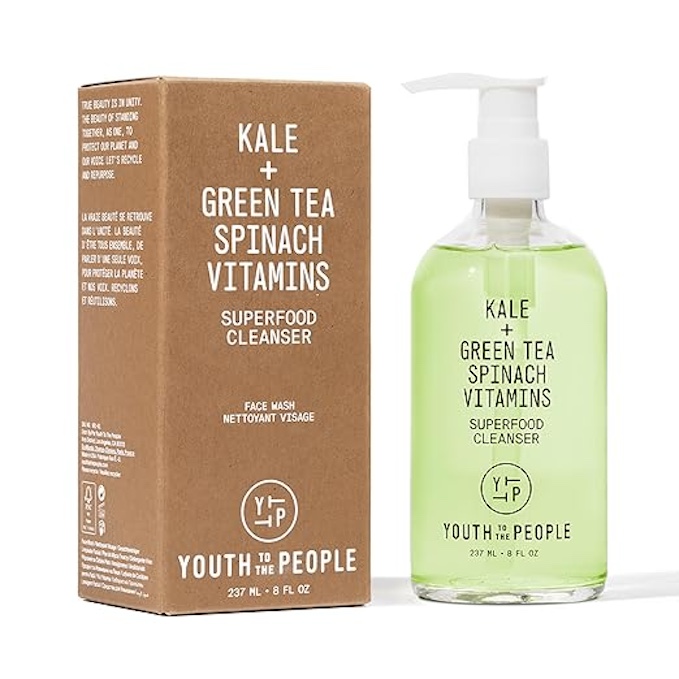 TRUE BEAUTY IS IN UNITY.
THE BEAUTY OF STANDING
TOGETHER, AS ONE, TO
PROTECT OUR PLANET AND
OUR VOICE. LET'S RECYCLE
AND REPURPOSE.
LA VRAIE BEAUTÉ SE RETROUVE
DANS L'UNITÉ. LA BEAUTÉ
D'ÊTRE TOUS ENSEMBLE, DE
PARLER D'UNE SEULE VOIX,
POUR PROTÉGER LA PLANÈTE
ET NOS VOIX. RECYCLONS
ET RÉUTILISONS.
KALE
+
GREEN TEA
SPINACH
VITAMINS
SUPERFOOD
CLEANSER
FACE WASH
NETTOYANT VISAGE
YTTP
YOUTH TO THE PEOPLE
237 ML • 8 FL OZ
KALE
+
GREEN TEA
SPINACH
VITAMINS
SUPERFOOD
CLEANSER
YTTP
YOUTH TO THE PEOPLE
237 ML • 8 FL OZ